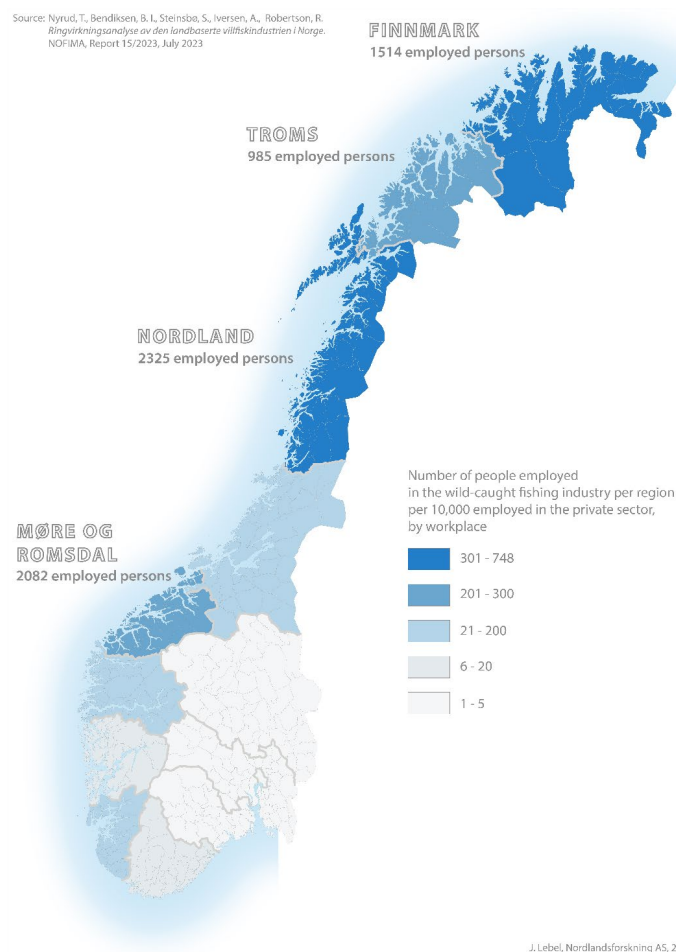 Source: Nyrud, T., Bendiksen, B. I., Steinsbø, S., Iversen, A., Robertson, R.
Ringvirkningsanalyse av den landbaserte villfiskindustrien i Norge.
NOFIMA, Report 15/2023, July 2023
FINNMARK
1514 employed persons
TROMS
985 employed persons
NORDLAND
2325 employed persons
MØRE OG
ROMSDAL
2082 employed persons
Number of people employed
in the wild-caught fishing industry per region
per 10,000 employed in the private sector,
by workplace
301 - 748
201 - 300
21 - 200
6 - 20
1 - 5
J. Lebel, Nordlandsforskning AS, 2